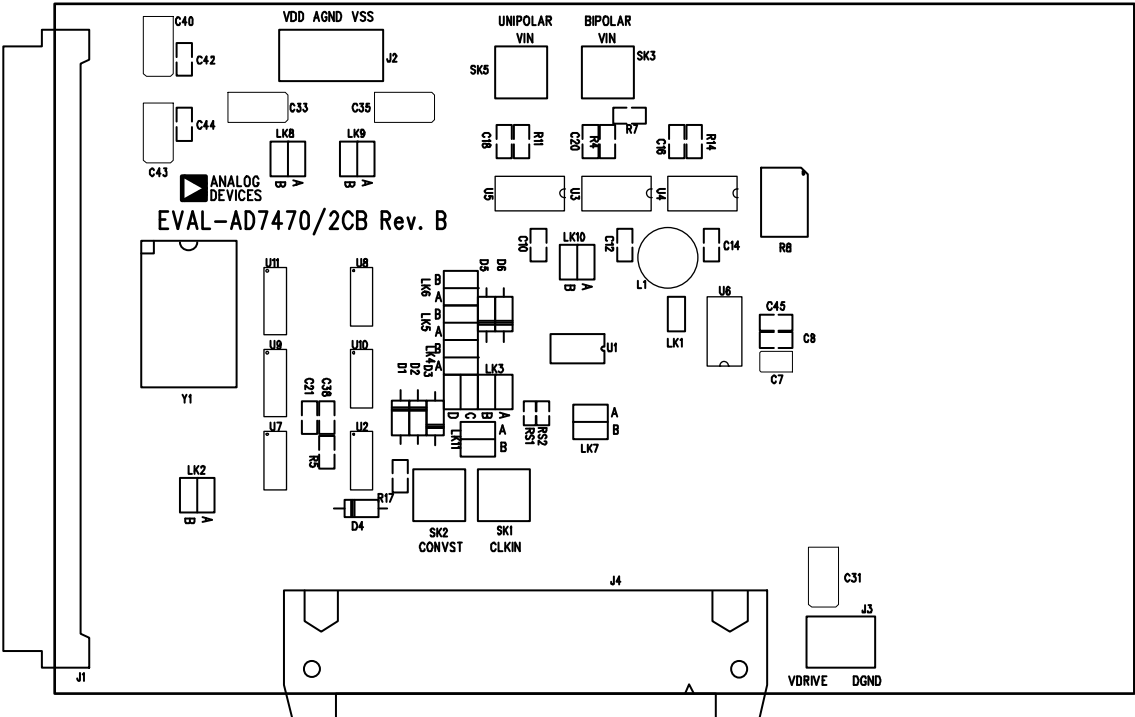 C40
VDD AGND VSS
UNIPOLAR
VIN
BIPOLAR
VIN
C42
J2
SK5
SK3
C33
C35
C44
R7
LK8
LK9
C18
R11
C20
R4
C16
R14
C43
B A
B A
ANALOG
DEVICES
U5
U3
U4
EVAL-AD7470/2CB Rev. B
C10
LK10
C12
C14
R6
B A
L1
U11
U8
D5
D6
LK6
B
A
LK5
B
A
LK4
B
A
U6
C45
C8
LK1
U1
C7
U9
U10
D1
D2
D3
LK3
D C B A
Y1
C21
C38
LK11
A
B
RS1
RS2
A
B
LK7
U7
U2
R5
LK2
B A
R17
D4
SK2
CONVST
SK1
CLKIN
J4
C31
J3
J1
VDRIVE
DGND